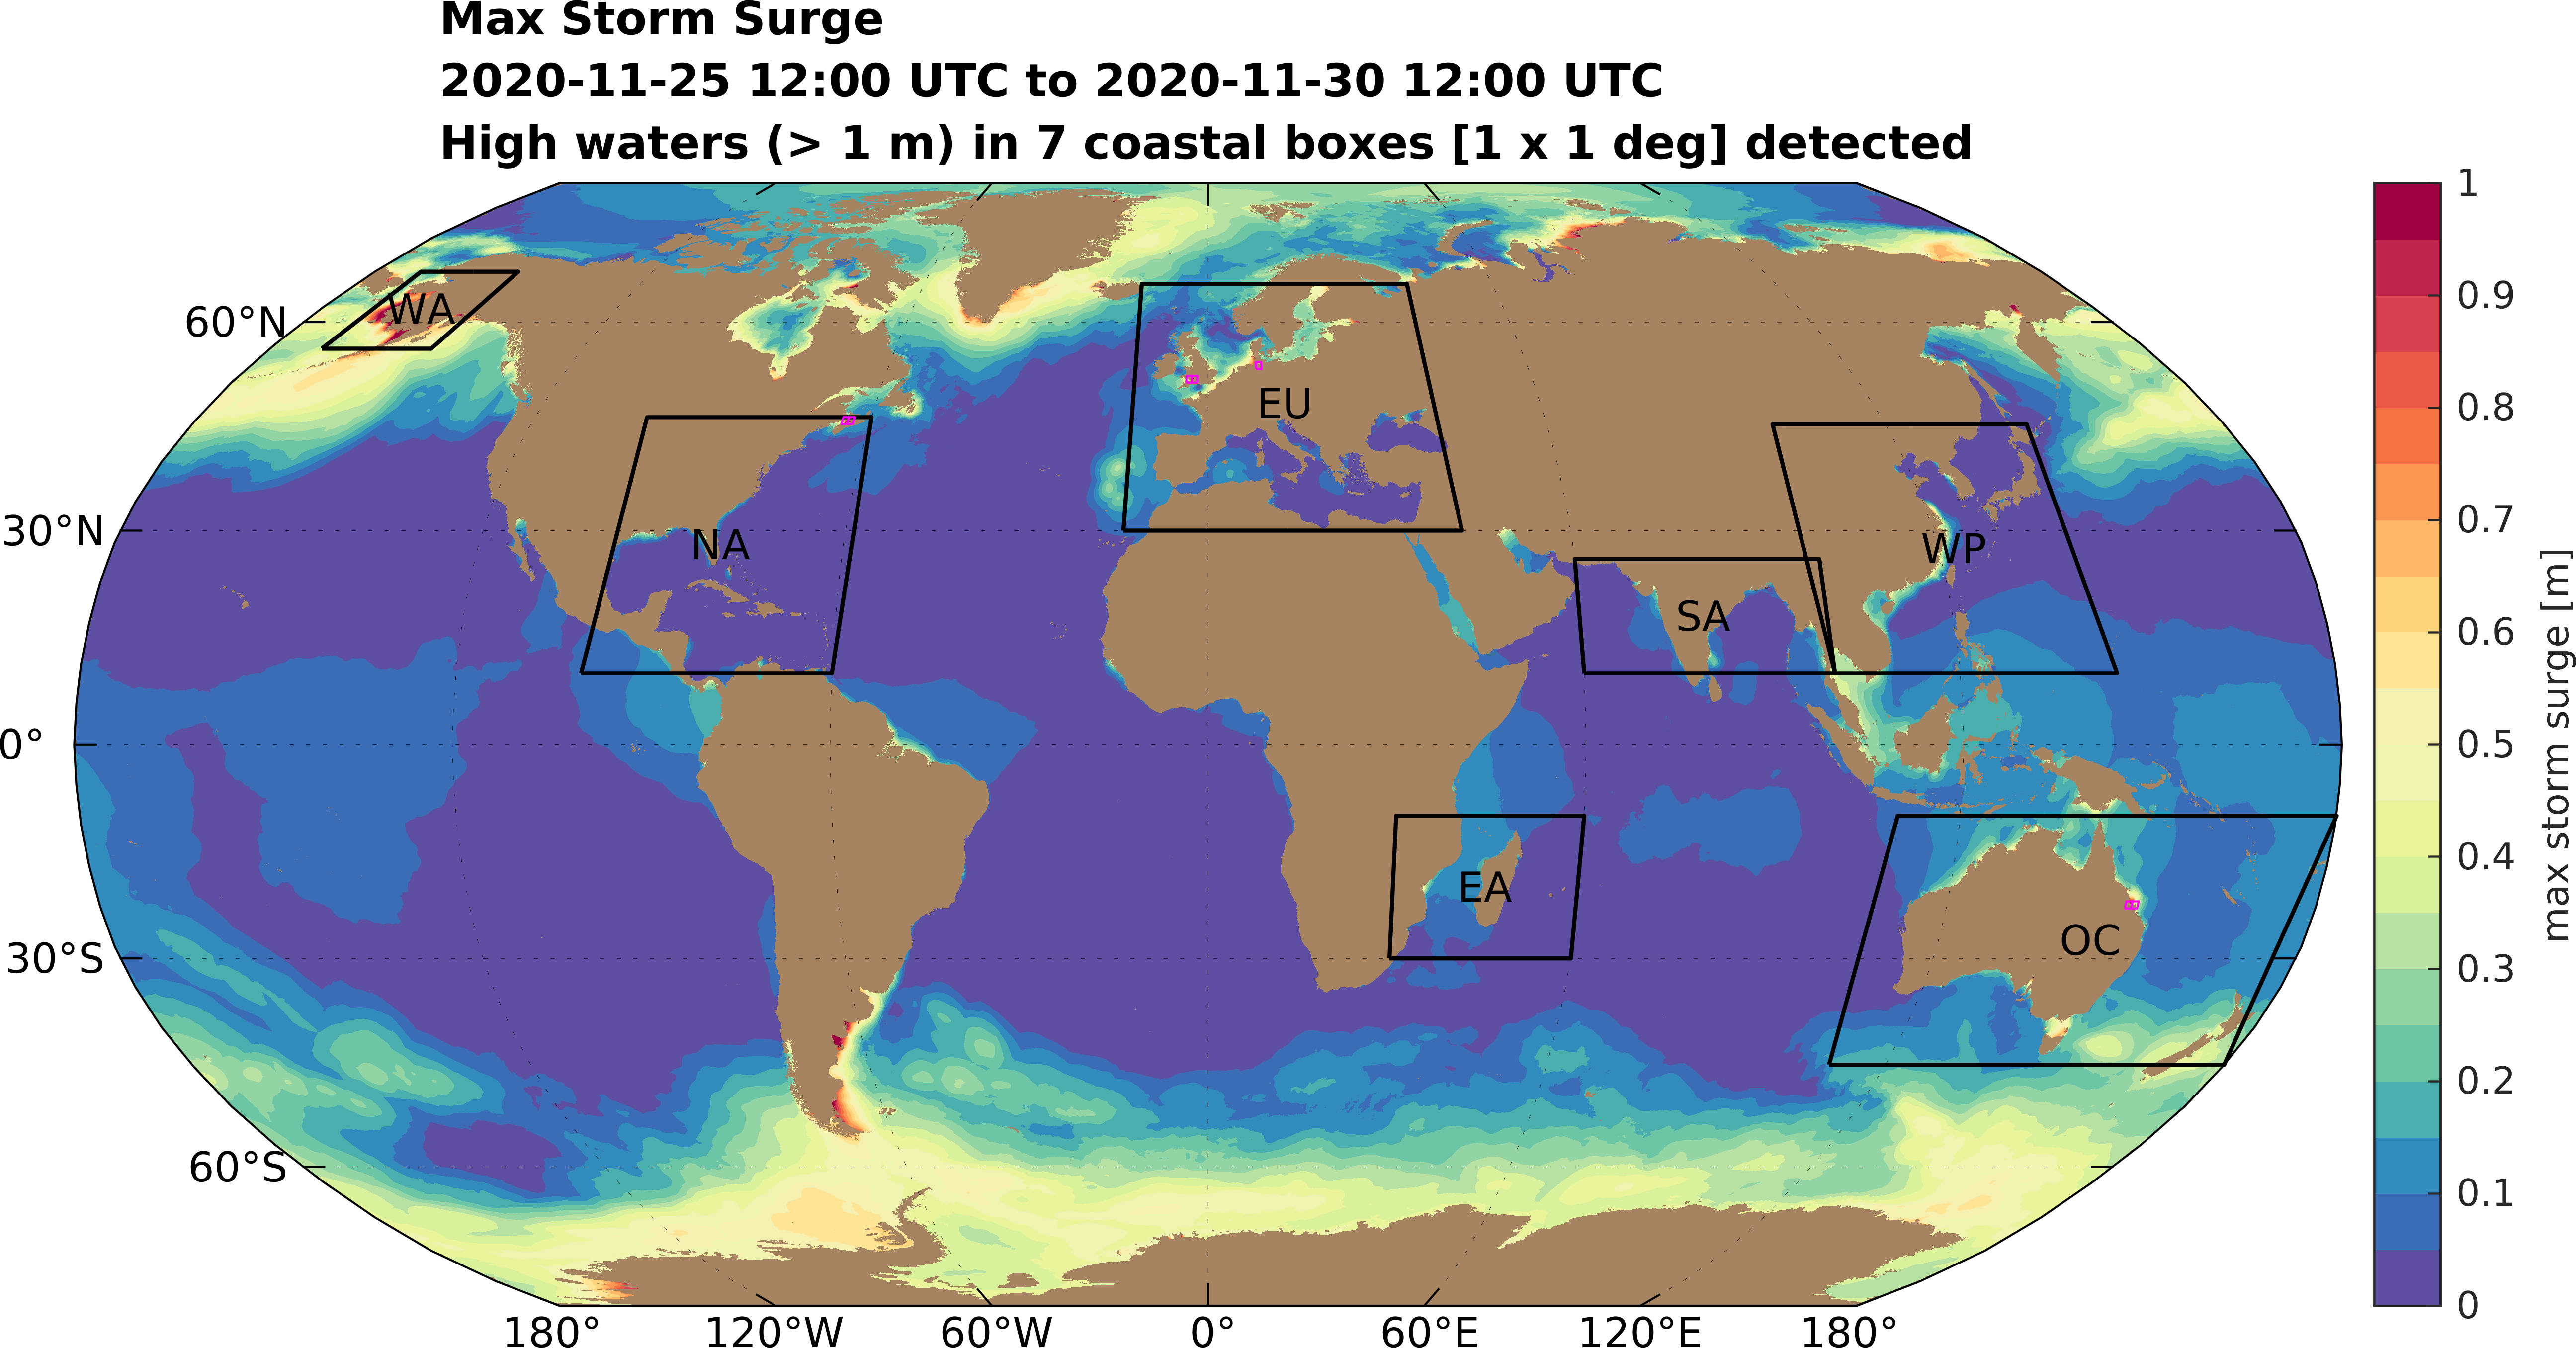 Max Storm Surge
2020-11-25 12:00 UTC to 2020-11-30 12:00 UTC
High waters (> 1 m) in 7 coastal boxes [1 x 1 deg] detected
60°N
30°N
0°
30°S
60°S
WA
NA
EU
SA
WP
EA
OC
180°
120°W
60°W
0°
60°E
120°E
180°
1
0.9
0.8
0.7
0.6
0.5
0.4
0.3
0.2
0.1
0
max storm surge [m]